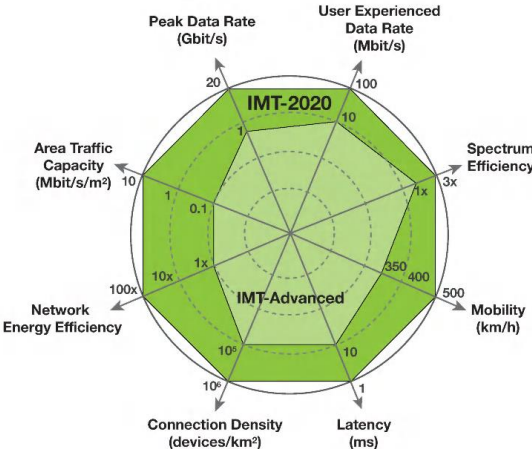 Peak Data Rate
(Gbit/s)
User Experienced
Data Rate
(Mbit/s)
20
100
IMT-2020
1
10
Area Traffic
Capacity
(Mbit/s/m²)
Spectrum
Efficiency
10
1
0.1
1x
3x
100x
10x
1x
350
400
500
Network
Energy Efficiency
IMT-Advanced
Mobility
(km/h)
10⁶
10
10⁶
1
Connection Density
(devices/km²)
Latency
(ms)